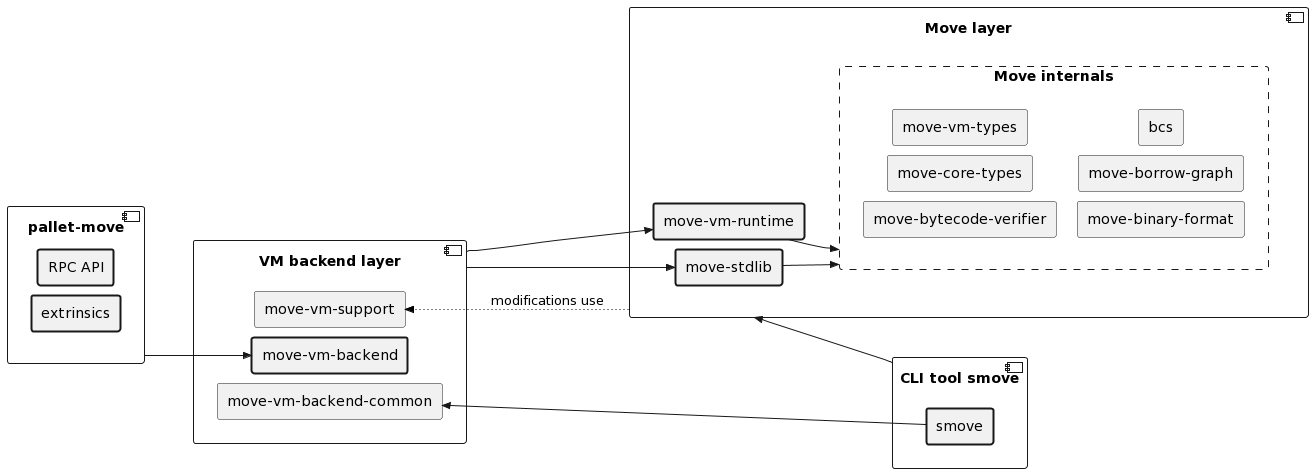 pallet-move
RPC API
extrinsics
VM backend layer
move-vm-support
move-vm-backend
move-vm-backend-common
modifications use
Move layer
move-vm-runtime
move-stdlib
Move internals
move-vm-types
bcs
move-core-types
move-borrow-graph
move-bytecode-verifier
move-binary-format
CLI tool smove
smove